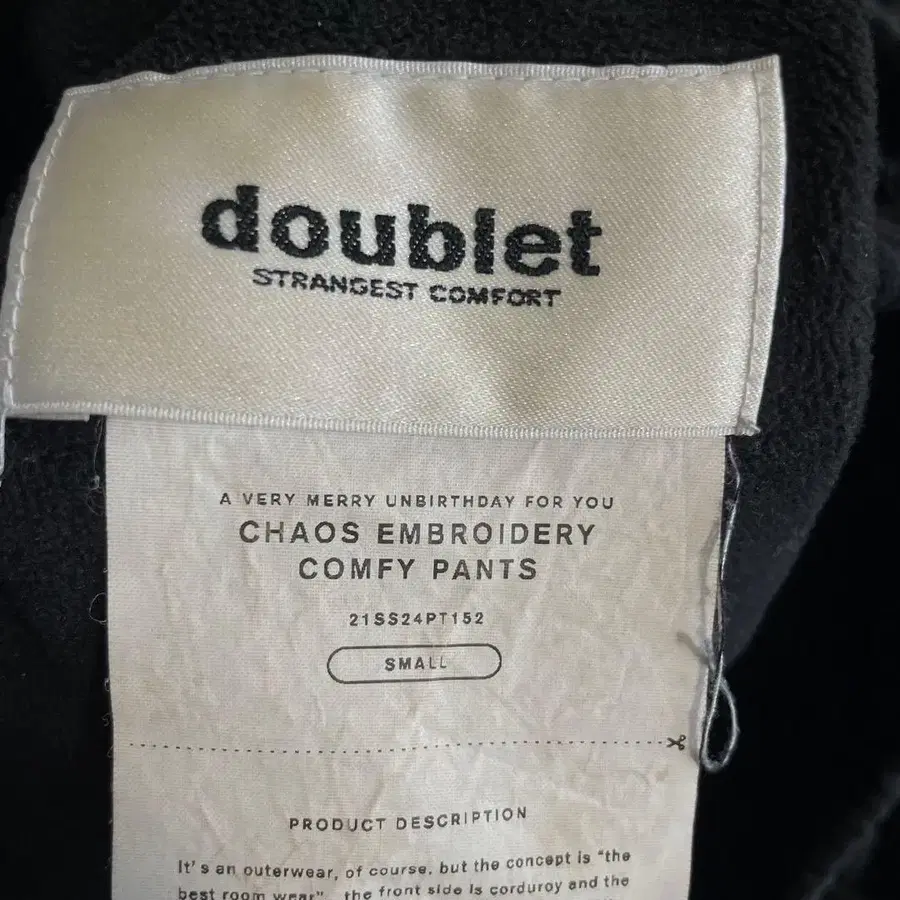 doublet
STRANGEST COMFORT
A VERY MERRY UNBIRTHDAY FOR YOU
CHAOS EMBROIDERY
COMFY PANTS
21SS24PT152
SMALL
PRODUCT DESCRIPTION
It's an outerwear, of course, but the concept is "the
best room wear" the front side is corduroy and the